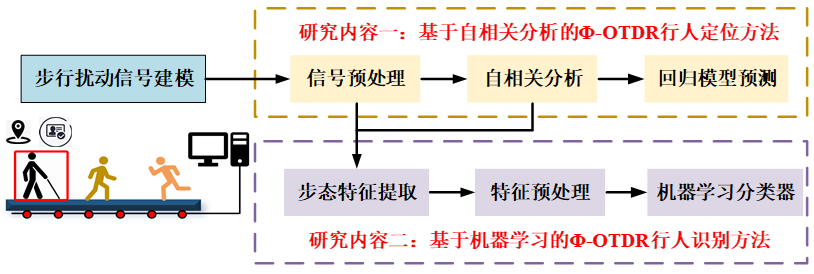 研究内容一：基于自相关分析的Φ-OTDR行人定位方法
步行扰动信号建模
信号预处理
自相关分析
回归模型预测
步态特征提取
特征预处理
机器学习分类器
研究内容二：基于机器学习的Φ-OTDR行人识别方法